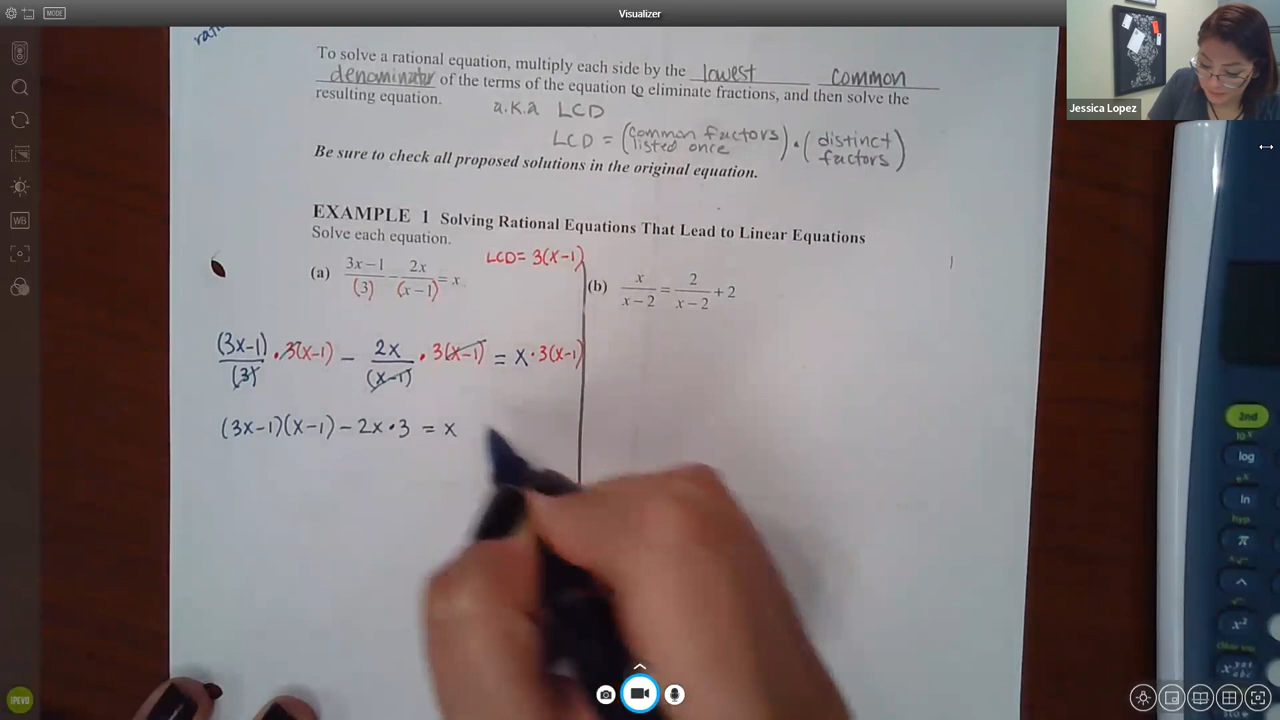 MODE
Visualizer
To solve a rational equation, multiply each side by the lowest common
denominator of the terms of the equation to eliminate fractions, and then solve the
resulting equation. a.k.a LCD
LCD = (common factors listed once) • (distinct factors)
Be sure to check all proposed solutions in the original equation.
EXAMPLE 1 Solving Rational Equations That Lead to Linear Equations
Solve each equation.
LCD = 3(x-1)
(a) (3x-1)/(3) - 2x/(x-1) = x
(b) x/(x-2) = 2/(x-2) + 2
(3x-1)/(3) • 3(x-1) - 2x/(x-1) • 3(x-1) = x • 3(x-1)
(3x-1)(x-1) - 2x • 3 = x
Jessica Lopez
WB
IPEVO
2nd
10ˣ
log
eˣ
ln
hyp
π
^
x²